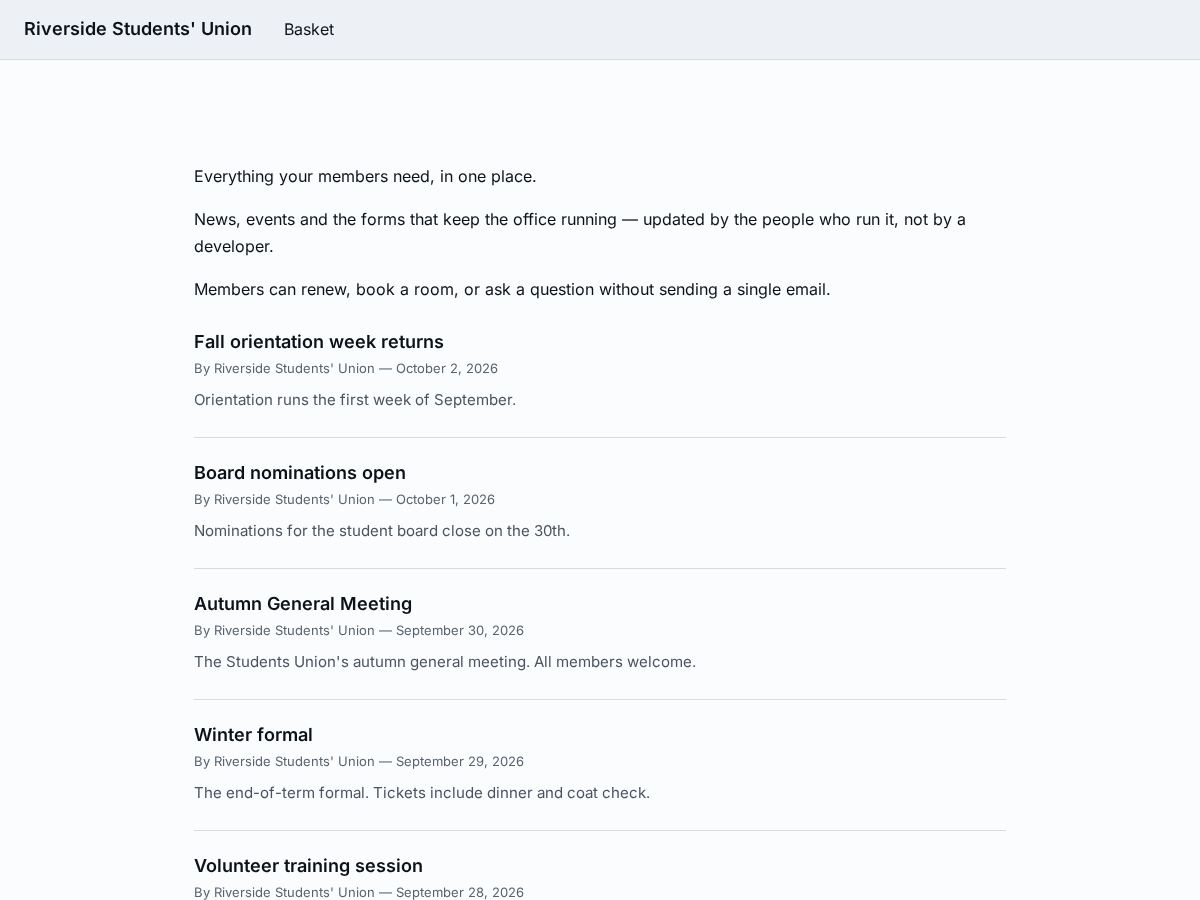 Riverside Students' Union
Basket
Everything your members need, in one place.
News, events and the forms that keep the office running — updated by the people who run it, not by a
developer.
Members can renew, book a room, or ask a question without sending a single email.
Fall orientation week returns
By Riverside Students' Union — October 2, 2026
Orientation runs the first week of September.
Board nominations open
By Riverside Students' Union — October 1, 2026
Nominations for the student board close on the 30th.
Autumn General Meeting
By Riverside Students' Union — September 30, 2026
The Students Union's autumn general meeting. All members welcome.
Winter formal
By Riverside Students' Union — September 29, 2026
The end-of-term formal. Tickets include dinner and coat check.
Volunteer training session
By Riverside Students' Union — September 28, 2026